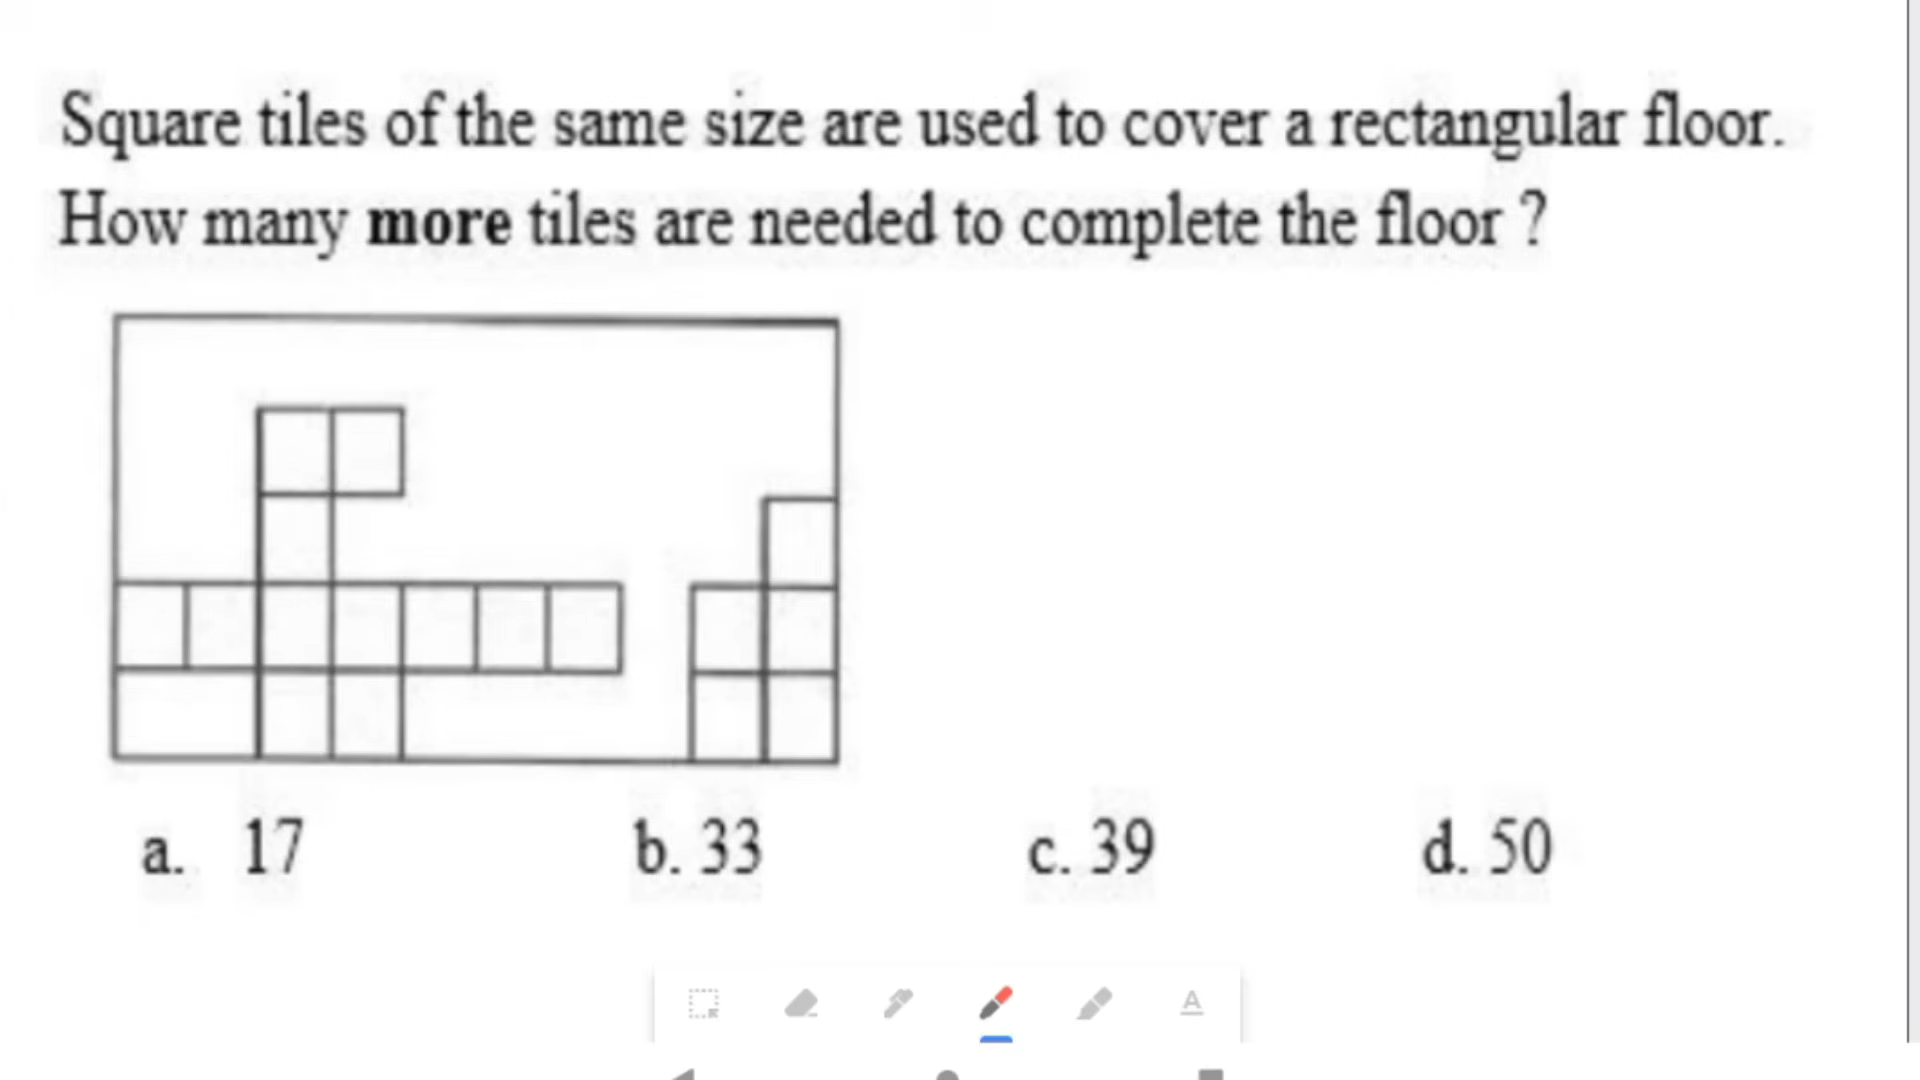 Square tiles of the same size are used to cover a rectangular floor.
How many more tiles are needed to complete the floor ?
a. 17 b. 33 c. 39 d. 50
A